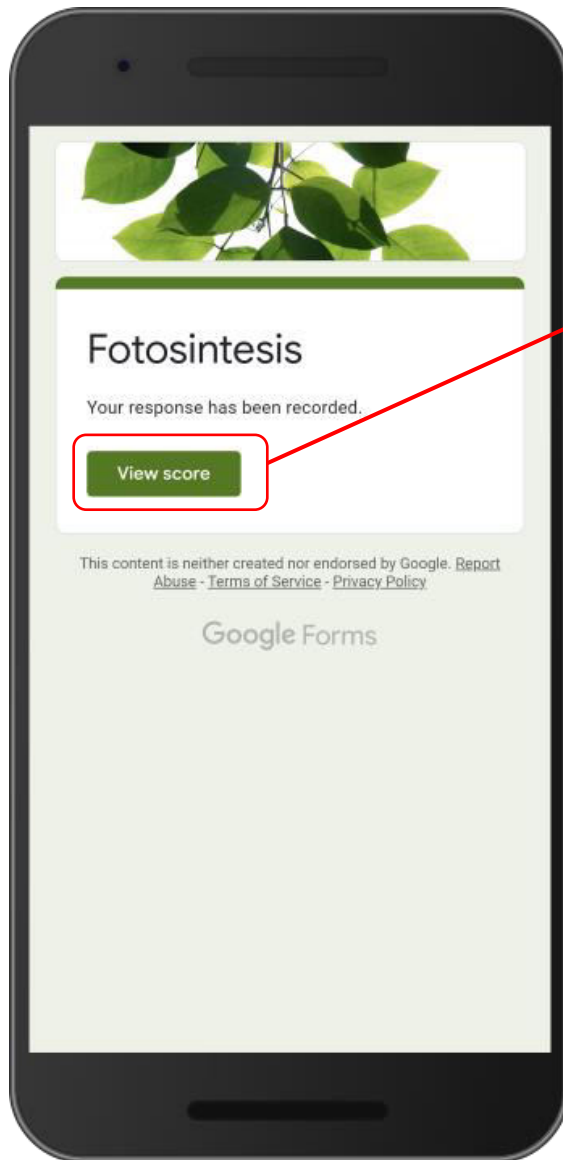 Fotosintesis
Your response has been recorded.
View score
This content is neither created nor endorsed by Google. Report
Abuse - Terms of Service - Privacy Policy
Google Forms